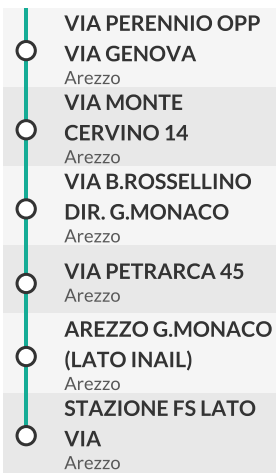 VIA PERENNIO OPP
VIA GENOVA
Arezzo
VIA MONTE
CERVINO 14
Arezzo
VIA B.ROSSELLINO
DIR. G.MONACO
Arezzo
VIA PETRARCA 45
Arezzo
AREZZO G.MONACO
(LATO INAIL)
Arezzo
STAZIONE FS LATO
VIA
Arezzo